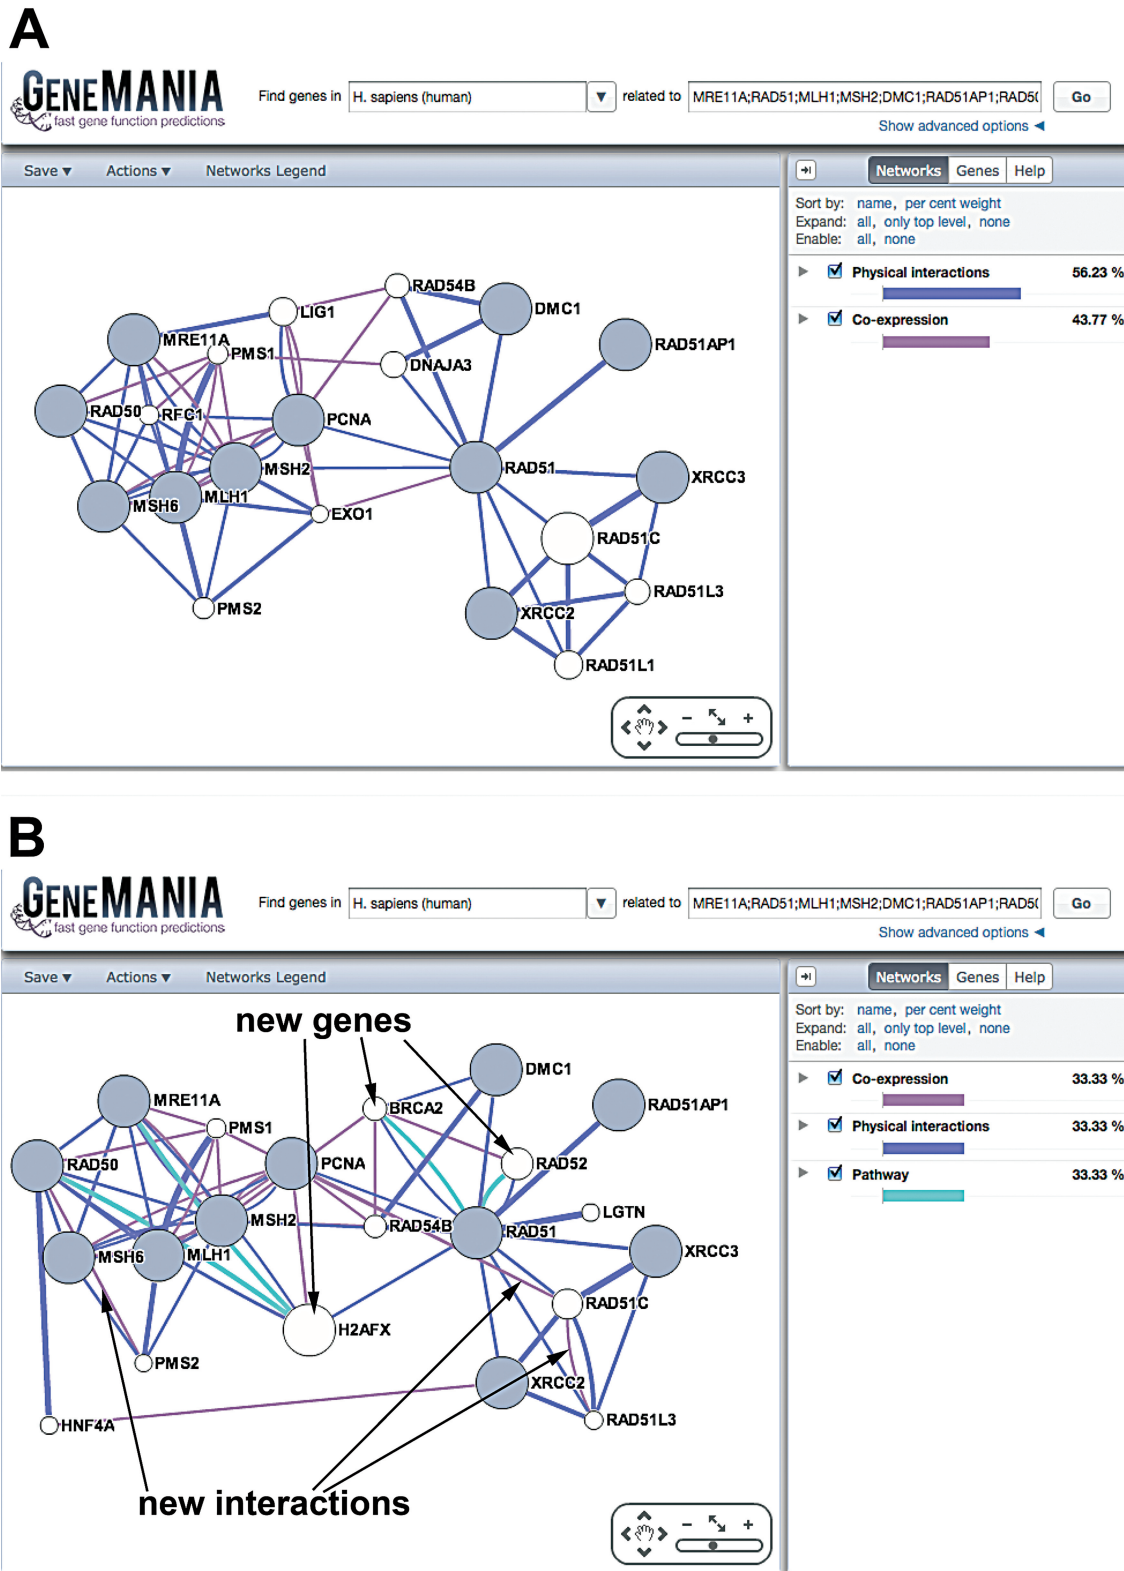 A
GENEMANIA
fast gene function predictions
Find genes in H. sapiens (human) ▼ related to MRE11A;RAD51;MLH1;MSH2;DMC1;RAD51AP1;RAD50 Go
Show advanced options ◀
Save ▼ Actions ▼ Networks Legend
Networks Genes Help
Sort by: name, per cent weight
Expand: all, only top level, none
Enable: all, none
Physical interactions 56.23 %
Co-expression 43.77 %
RAD54B
LIG1
DMC1
MRE11A
PMS1
RAD51AP1
DNAJA3
RAD50
RFC1
PCNA
MSH2
RAD51
XRCC3
MSH6
MLH1
EXO1
RAD51C
RAD51L3
PMS2
XRCC2
RAD51L1
B
GENEMANIA
fast gene function predictions
Find genes in H. sapiens (human) ▼ related to MRE11A;RAD51;MLH1;MSH2;DMC1;RAD51AP1;RAD50 Go
Show advanced options ◀
Save ▼ Actions ▼ Networks Legend
Networks Genes Help
Sort by: name, per cent weight
Expand: all, only top level, none
Enable: all, none
Co-expression 33.33 %
Physical interactions 33.33 %
Pathway 33.33 %
new genes
DMC1
MRE11A
BRCA2
RAD51AP1
PMS1
RAD50
PCNA
RAD52
LGTN
MSH2
RAD54B
RAD51
MSH6
MLH1
XRCC3
RAD51C
H2AFX
PMS2
XRCC2
HNF4A
RAD51L3
new interactions